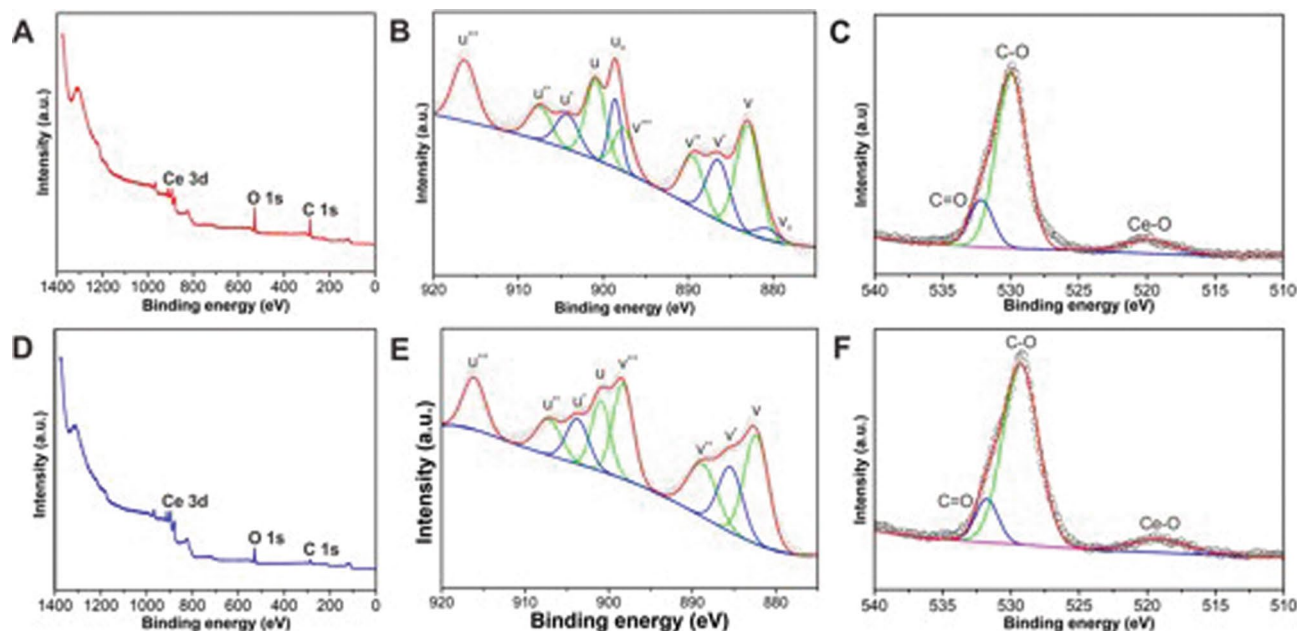 A
Intensity (a.u.)
Ce 3d
O 1s
C 1s
1400 1200 1000 800 600 400 200 0
Binding energy (eV)
B
Intensity (a.u.)
u''' u'' u' u u₀ v''' v'' v' v v₀
920 910 900 890 880
Binding energy (eV)
C
Intensity (a.u)
C-O
C=O
Ce-O
540 535 530 525 520 515 510
Binding energy (eV)
D
Intensity (a.u.)
Ce 3d
O 1s
C 1s
1400 1200 1000 800 600 400 200 0
Binding energy (eV)
E
Intensity (a.u.)
u''' u'' u' u v''' v'' v' v
920 910 900 890 880
Binding energy (eV)
F
Intensity (a.u.)
C-O
C=O
Ce-O
540 535 530 525 520 515 510
Binding energy (eV)